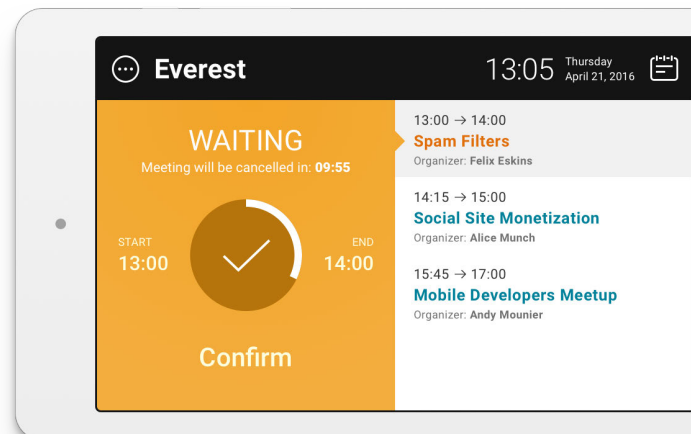 Everest
13:05
Thursday
April 21, 2016
WAITING
Meeting will be cancelled in: 09:55
START
13:00
END
14:00
Confirm
13:00 → 14:00
Spam Filters
Organizer: Felix Eskins
14:15 → 15:00
Social Site Monetization
Organizer: Alice Munch
15:45 → 17:00
Mobile Developers Meetup
Organizer: Andy Mounier